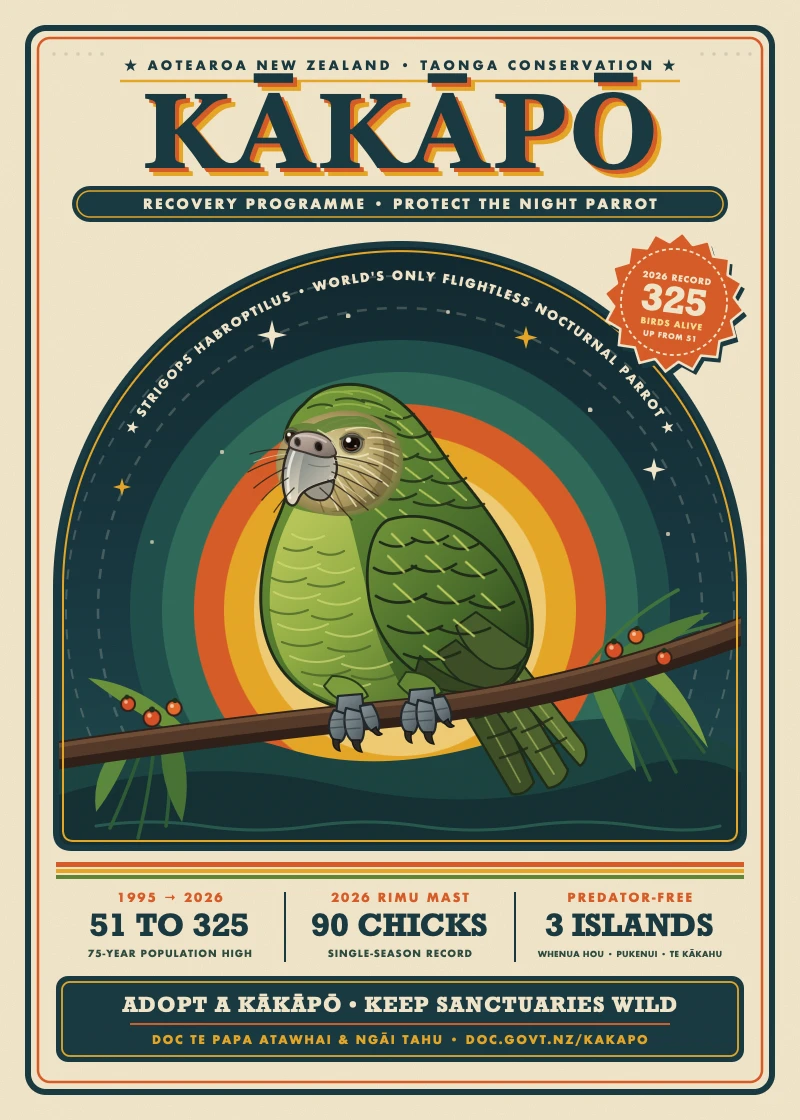 ★ AOTEAROA NEW ZEALAND • TAONGA CONSERVATION ★
KĀKĀPŌ
RECOVERY PROGRAMME • PROTECT THE NIGHT PARROT
★ STRIGOPS HABROPTILUS • WORLD'S ONLY FLIGHTLESS NOCTURNAL PARROT ★
2026 RECORD
325
BIRDS ALIVE
UP FROM 51
1995 → 2026
51 TO 325
75-YEAR POPULATION HIGH
2026 RIMU MAST
90 CHICKS
SINGLE-SEASON RECORD
PREDATOR-FREE
3 ISLANDS
WHENUA HOU • PUKENUI • TE KĀKAHU
ADOPT A KĀKĀPŌ • KEEP SANCTUARIES WILD
DOC TE PAPA ATAWHAI & NGĀI TAHU • DOC.GOVT.NZ/KAKAPO